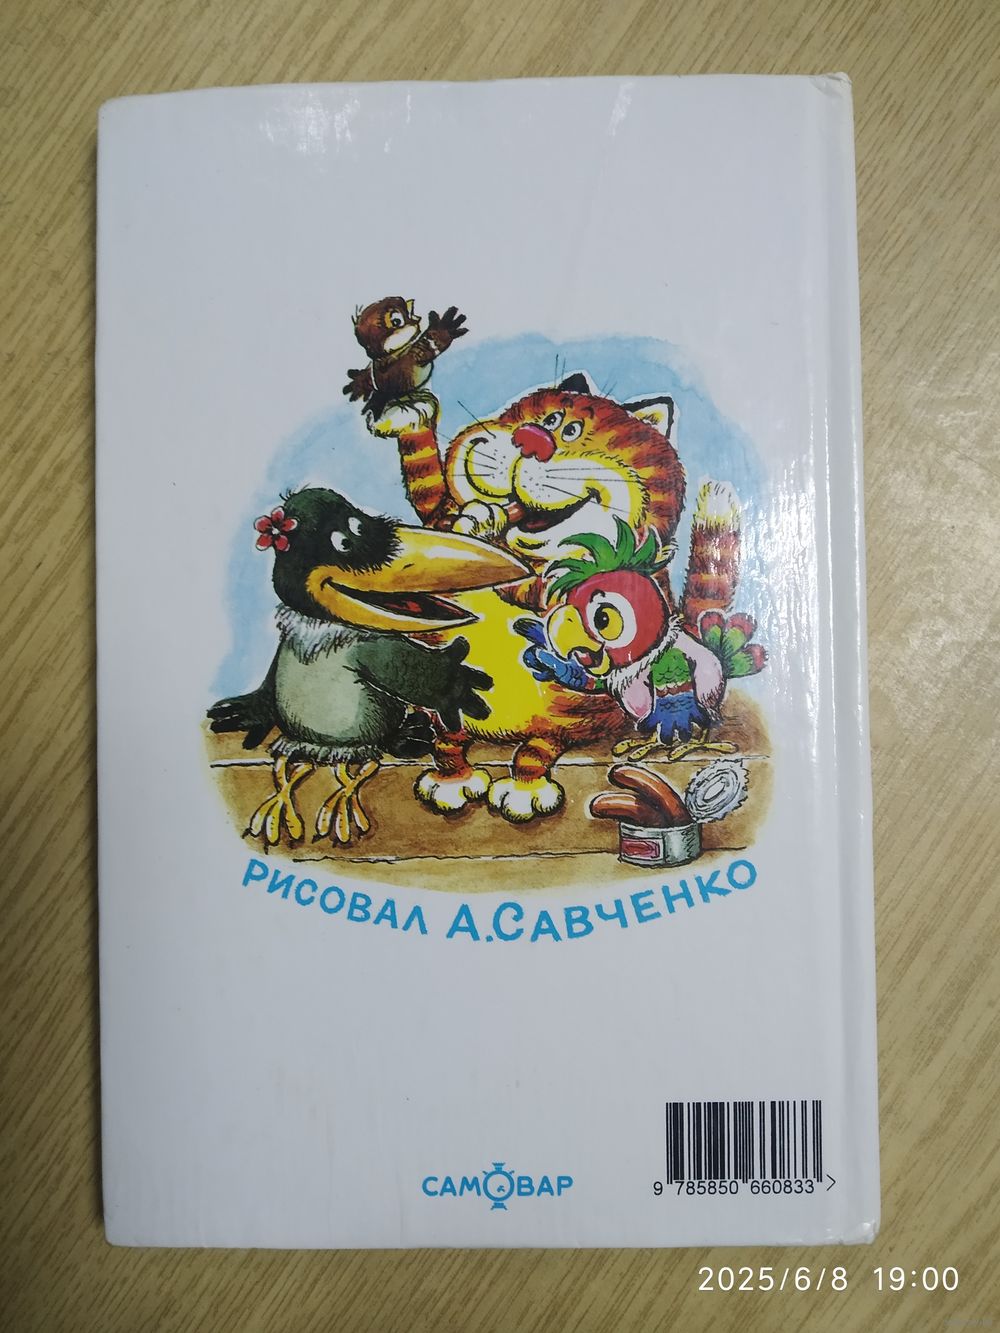 РИСОВАЛ А.САВЧЕНКО
САМОВАР
9 785850 660833 >
2025/6/8 19:00